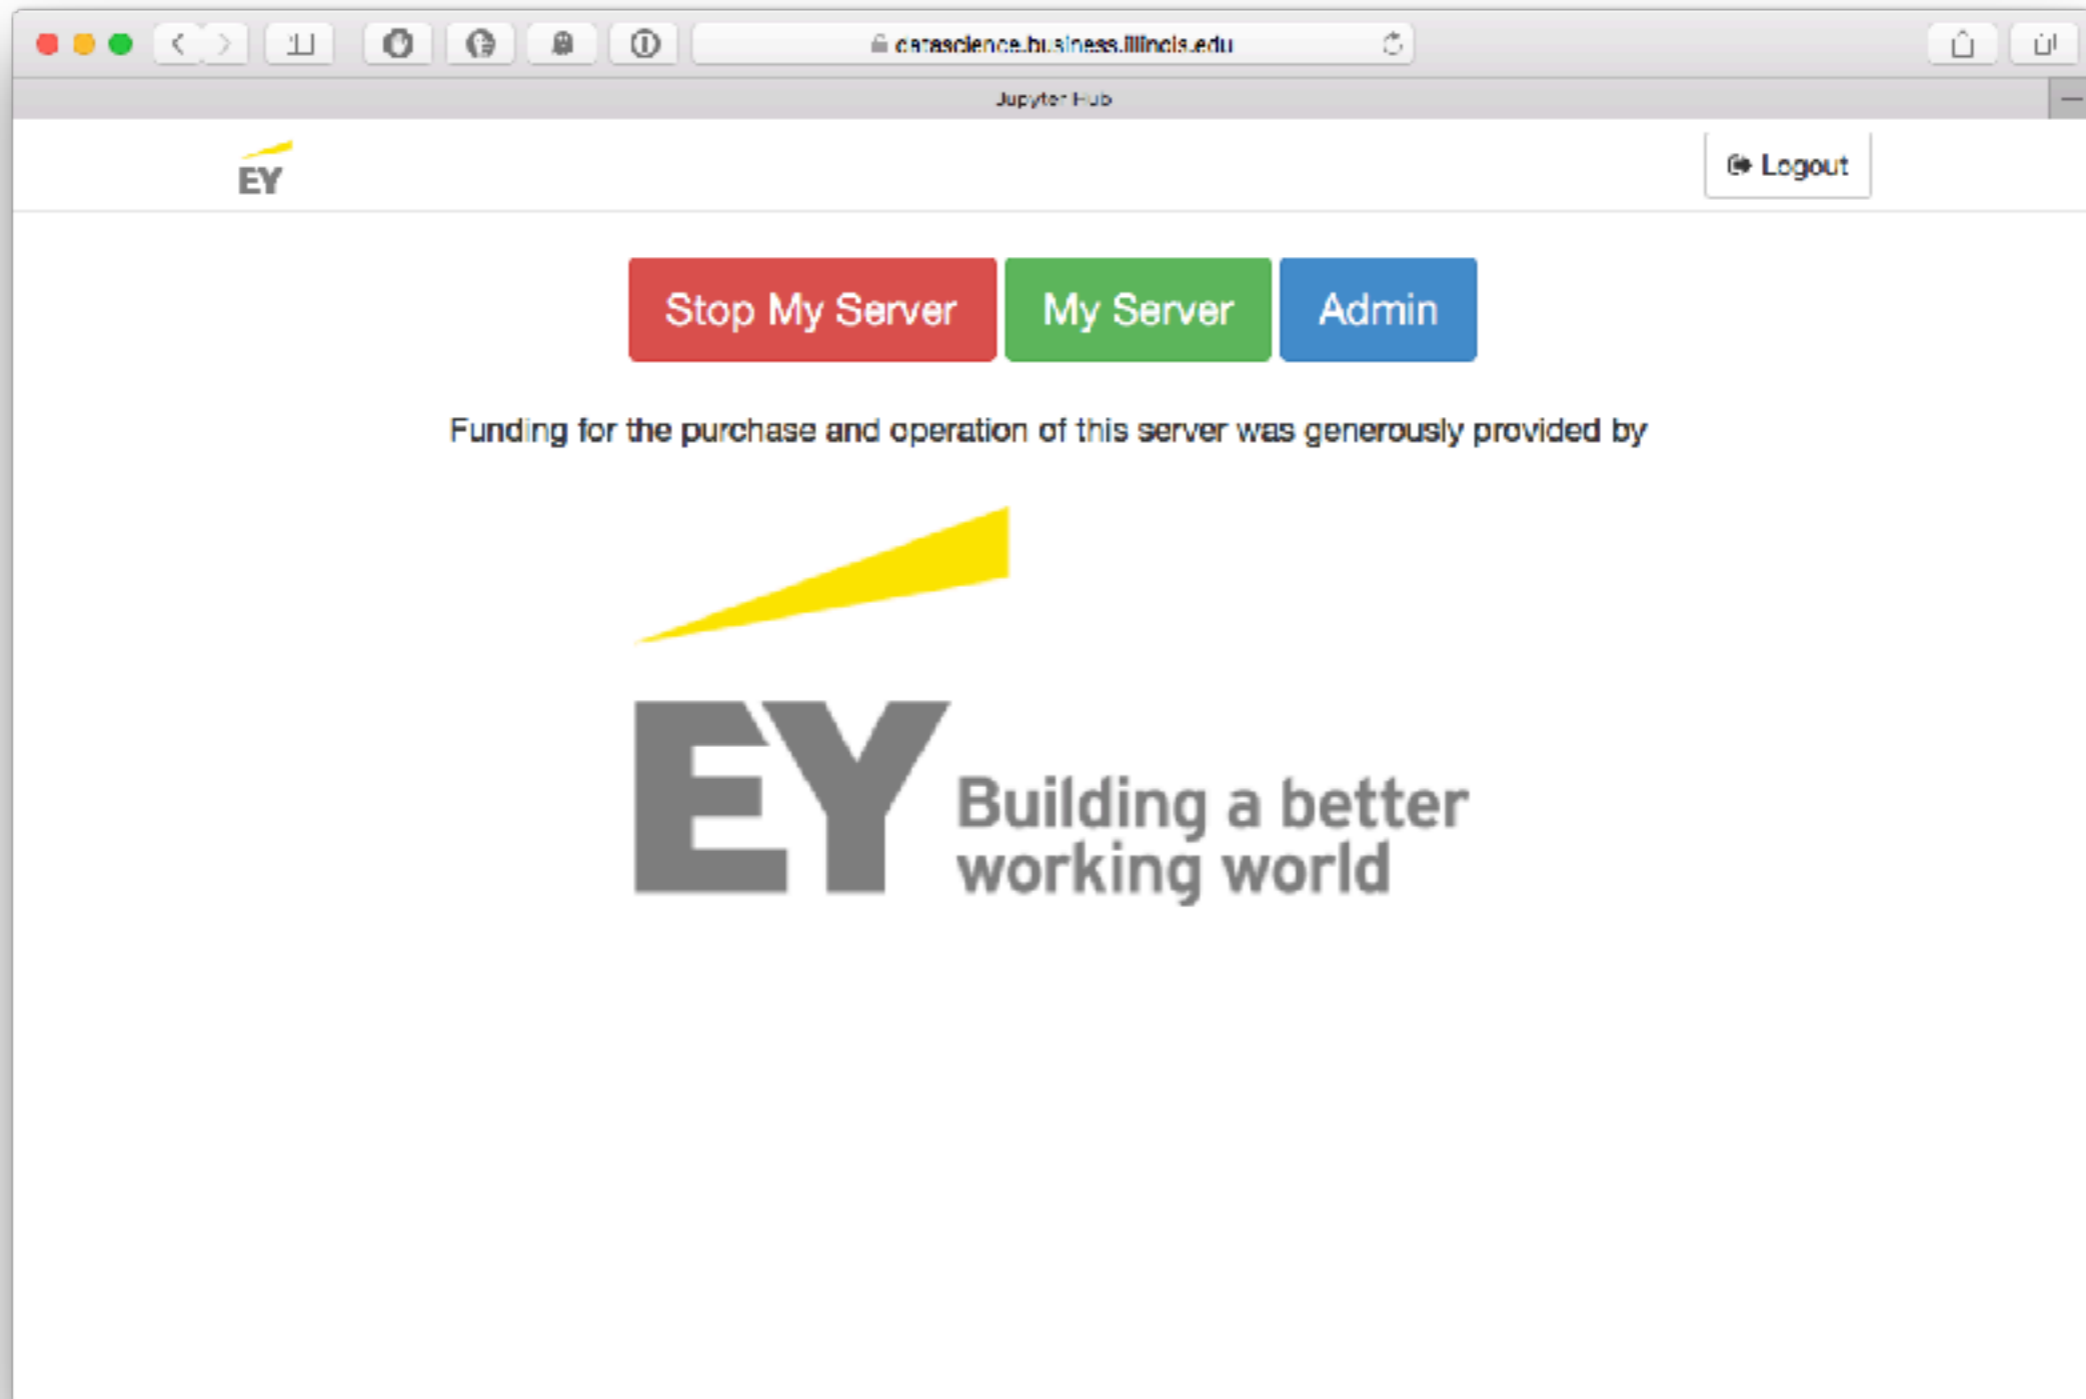 datascience.business.illinois.edu
Jupyter Hub
EY
Logout
Stop My Server My Server Admin
Funding for the purchase and operation of this server was generously provided by
EY
Building a better
working world